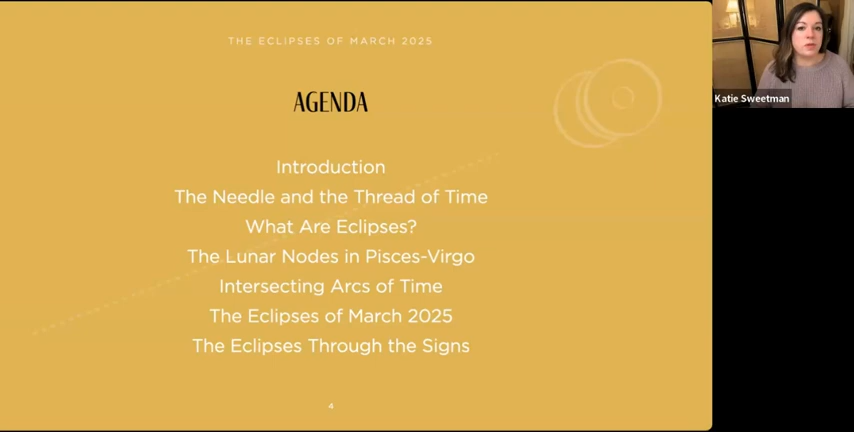 THE ECLIPSES OF MARCH 2025
AGENDA
Introduction
The Needle and the Thread of Time
What Are Eclipses?
The Lunar Nodes in Pisces-Virgo
Intersecting Arcs of Time
The Eclipses of March 2025
The Eclipses Through the Signs
4
Katie Sweetman